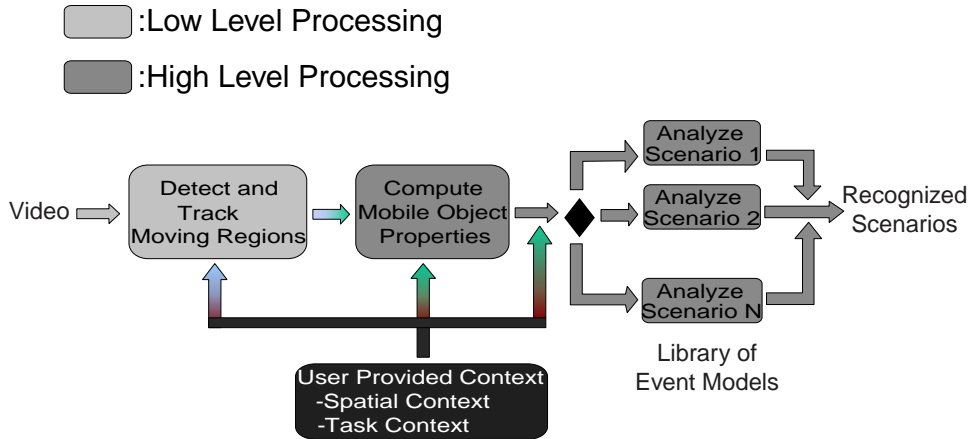 :Low Level Processing
:High Level Processing
Video
Detect and
Track
Moving Regions
Compute
Mobile Object
Properties
Analyze
Scenario 1
Analyze
Scenario 2
Analyze
Scenario N
Recognized
Scenarios
Library of
Event Models
User Provided Context
-Spatial Context
-Task Context